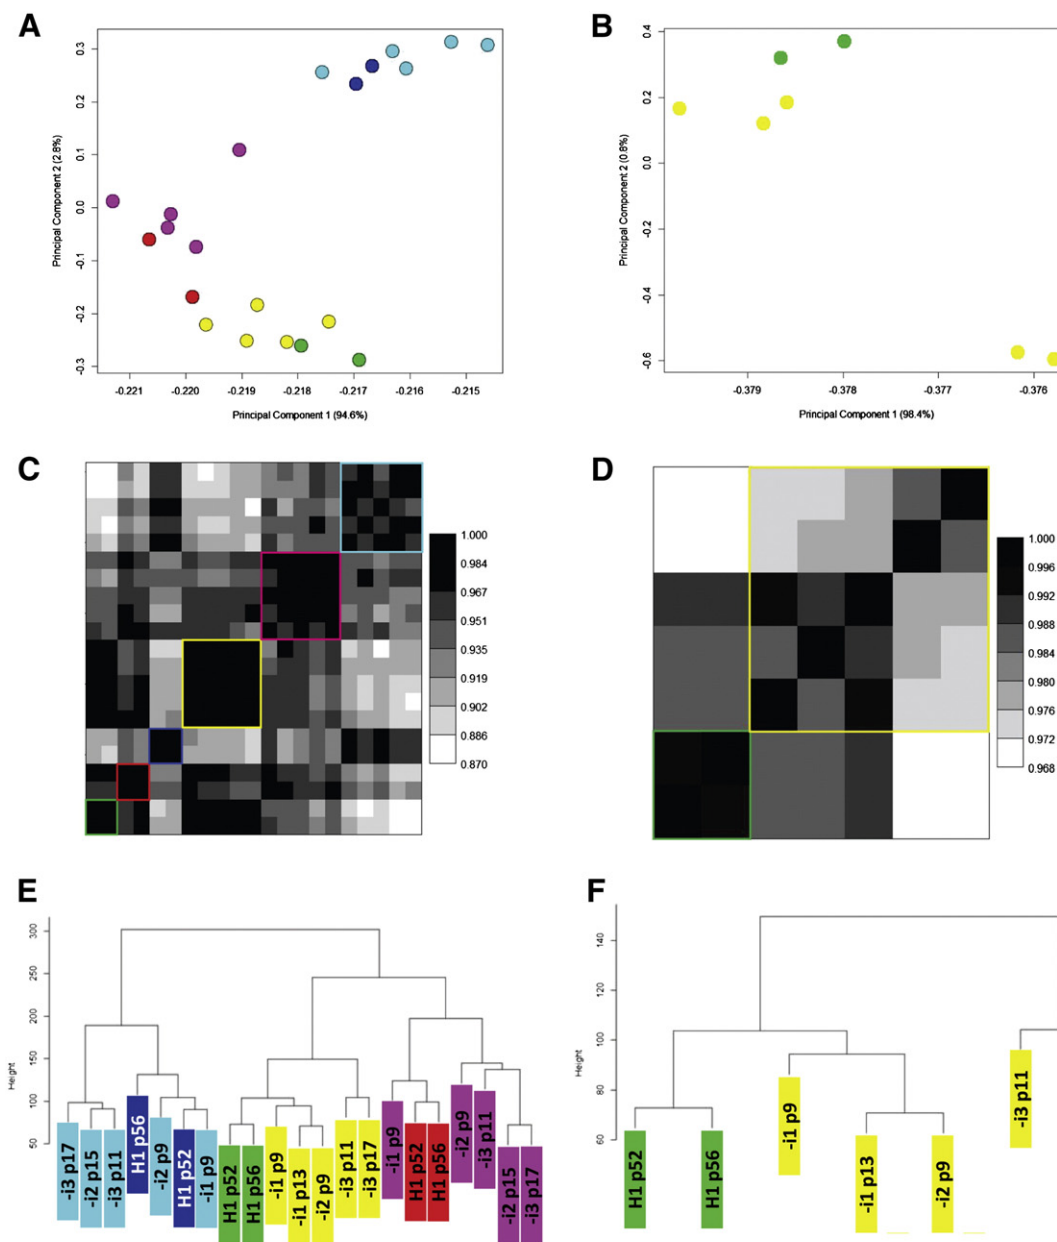 A
0.3
0.2
0.1
0.0
-0.1
-0.2
-0.3
Principal Component 2 (2.8%)
-0.221
-0.220
-0.219
-0.218
-0.217
-0.216
-0.215
Principal Component 1 (94.6%)
B
0.4
0.2
0.0
-0.2
-0.4
-0.6
Principal Component 2 (0.8%)
-0.379
-0.378
-0.377
-0.376
Principal Component 1 (98.4%)
C
1.000
0.984
0.967
0.951
0.935
0.919
0.902
0.886
0.870
D
1.000
0.996
0.992
0.988
0.984
0.980
0.976
0.972
0.968
E
300
250
200
150
100
50
Height
-i3 p17
-i2 p15
-i3 p11
H1 p56
-i2 p9
H1 p52
-i1 p9
H1 p52
H1 p56
-i1 p9
-i1 p13
-i2 p9
-i3 p11
-i3 p17
-i1 p9
H1 p52
H1 p56
-i2 p9
-i3 p11
-i2 p15
-i3 p17
F
140
120
100
80
60
Height
H1 p52
H1 p56
-i1 p9
-i1 p13
-i2 p9
-i3 p11